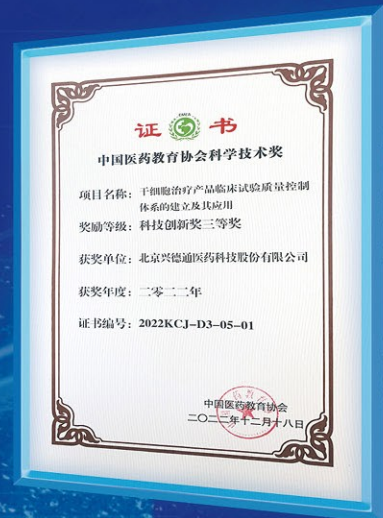 证 书
中国医药教育协会科学技术奖
项目名称：干细胞治疗产品临床试验质量控制
体系的建立及其应用
奖励等级：科技创新奖三等奖
获奖单位：北京兴德通医药科技股份有限公司
获奖年度：二零二二年
证书编号：2022KCJ-D3-05-01
中国医药教育协会
二〇二二年十二月十八日